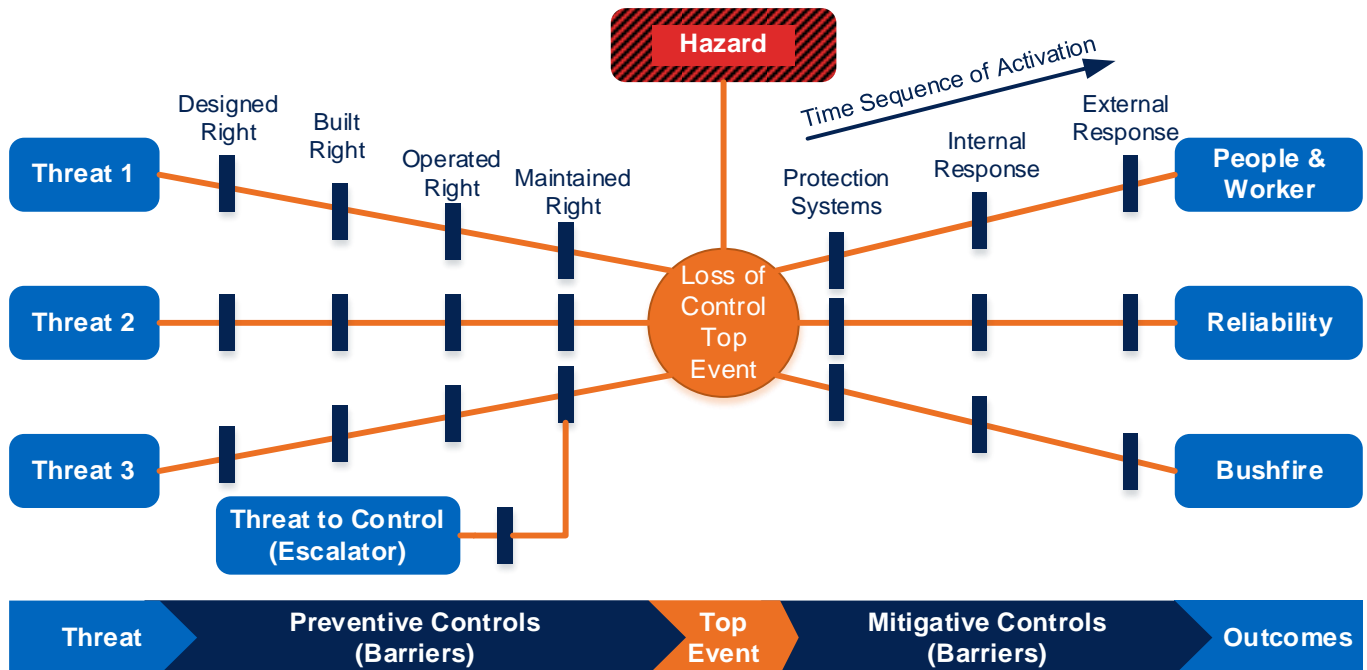 Hazard
Time Sequence of Activation
Designed
Right
Built
Right
Operated
Right
Maintained
Right
Protection
Systems
Internal
Response
External
Response
Threat 1
People &
Worker
Threat 2
Loss of
Control
Top
Event
Reliability
Threat 3
Bushfire
Threat to Control
(Escalator)
Threat
Preventive Controls
(Barriers)
Top
Event
Mitigative Controls
(Barriers)
Outcomes